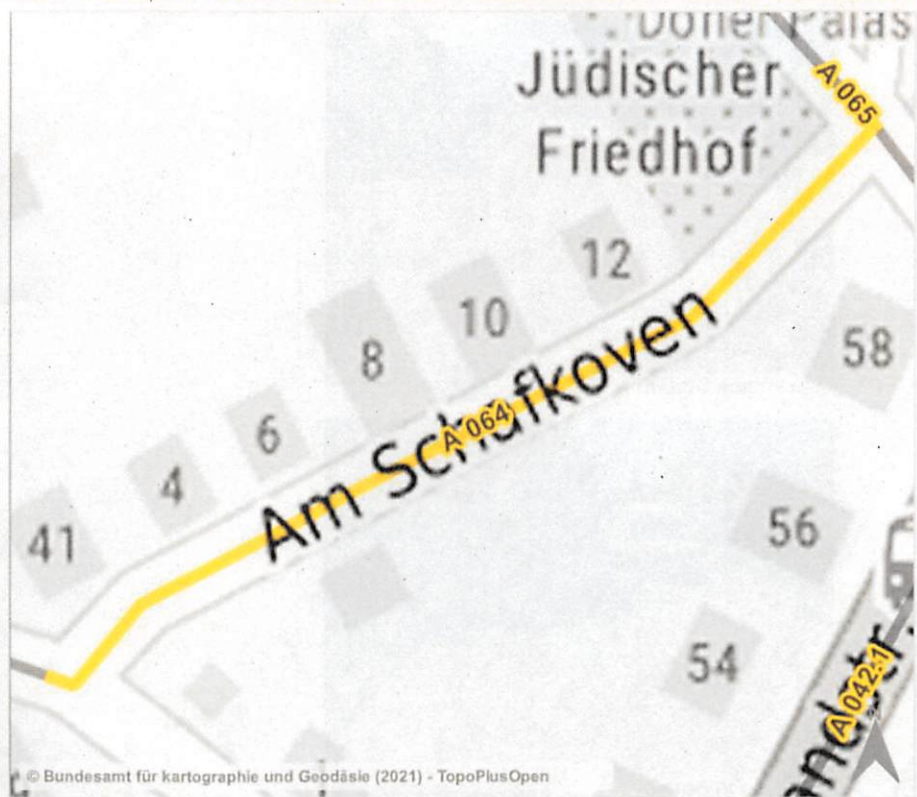 Döner Palas
Jüdischer
Friedhof
A 065
12
10
8
6
4
41
58
56
54
Am Schafkoven
A 064
A 042.1
© Bundesamt für kartographie und Geodäsie (2021) - TopoPlusOpen